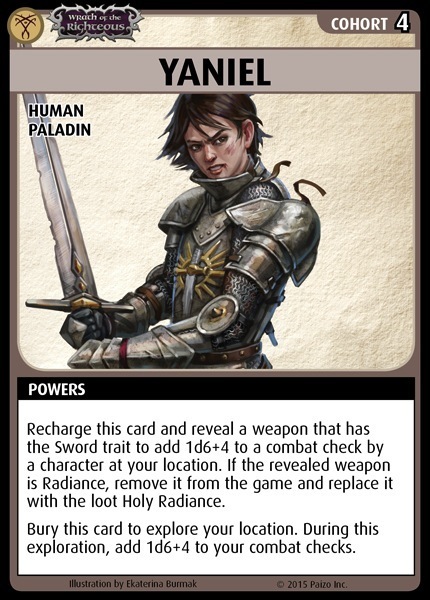 Wrath of the
Righteous
COHORT 4
YANIEL
HUMAN
PALADIN
POWERS
Recharge this card and reveal a weapon that has
the Sword trait to add 1d6+4 to a combat check by
a character at your location. If the revealed weapon
is Radiance, remove it from the game and replace it
with the loot Holy Radiance.
Bury this card to explore your location. During this
exploration, add 1d6+4 to your combat checks.
Illustration by Ekaterina Burmak
© 2015 Paizo Inc.